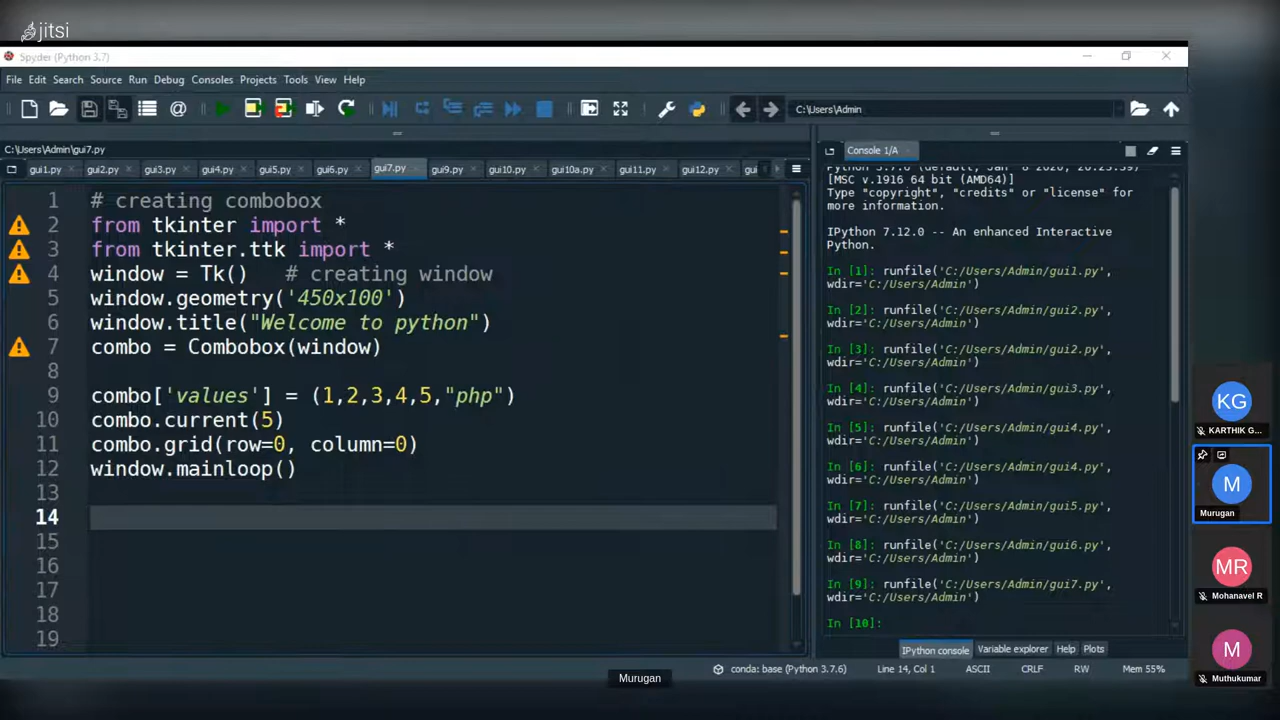 jitsi
Spyder (Python 3.7)
File Edit Search Source Run Debug Consoles Projects Tools View Help
C:\Users\Admin
C:\Users\Admin\gui7.py
gui1.py gui2.py gui3.py gui4.py gui5.py gui6.py gui7.py gui9.py gui10.py gui10a.py gui11.py gui12.py gui
1 # creating combobox
2 from tkinter import *
3 from tkinter.ttk import *
4 window = Tk() # creating window
5 window.geometry('450x100')
6 window.title("Welcome to python")
7 combo = Combobox(window)
8
9 combo['values'] = (1,2,3,4,5,"php")
10 combo.current(5)
11 combo.grid(row=0, column=0)
12 window.mainloop()
13
14
15
16
17
18
19
Console 1/A
[MSC v.1916 64 bit (AMD64)]
Type "copyright", "credits" or "license" for
more information.
IPython 7.12.0 -- An enhanced Interactive
Python.
In [1]: runfile('C:/Users/Admin/gui1.py',
wdir='C:/Users/Admin')
In [2]: runfile('C:/Users/Admin/gui2.py',
wdir='C:/Users/Admin')
In [3]: runfile('C:/Users/Admin/gui2.py',
wdir='C:/Users/Admin')
In [4]: runfile('C:/Users/Admin/gui3.py',
wdir='C:/Users/Admin')
In [5]: runfile('C:/Users/Admin/gui4.py',
wdir='C:/Users/Admin')
In [6]: runfile('C:/Users/Admin/gui4.py',
wdir='C:/Users/Admin')
In [7]: runfile('C:/Users/Admin/gui5.py',
wdir='C:/Users/Admin')
In [8]: runfile('C:/Users/Admin/gui6.py',
wdir='C:/Users/Admin')
In [9]: runfile('C:/Users/Admin/gui7.py',
wdir='C:/Users/Admin')
In [10]:
IPython console Variable explorer Help Plots
conda: base (Python 3.7.6) Line 14, Col 1 ASCII CRLF RW Mem 55%
Murugan
KG
KARTHIK G...
M
Murugan
MR
Mohanavel R
M
Muthukumar